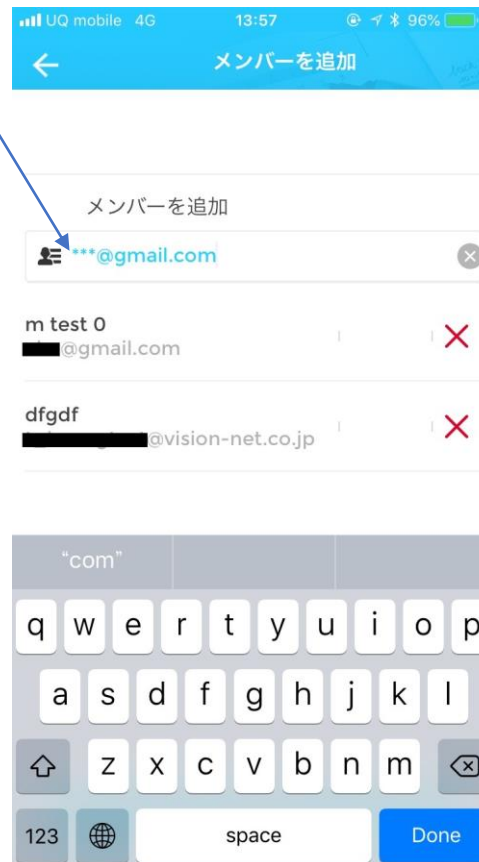 UQ mobile 4G 13:57 96%
メンバーを追加
メンバーを追加
***@gmail.com
m test 0
@gmail.com
dfgdf
@vision-net.co.jp
“com”
q w e r t y u i o p
a s d f g h j k l
z x c v b n m
123 space Done